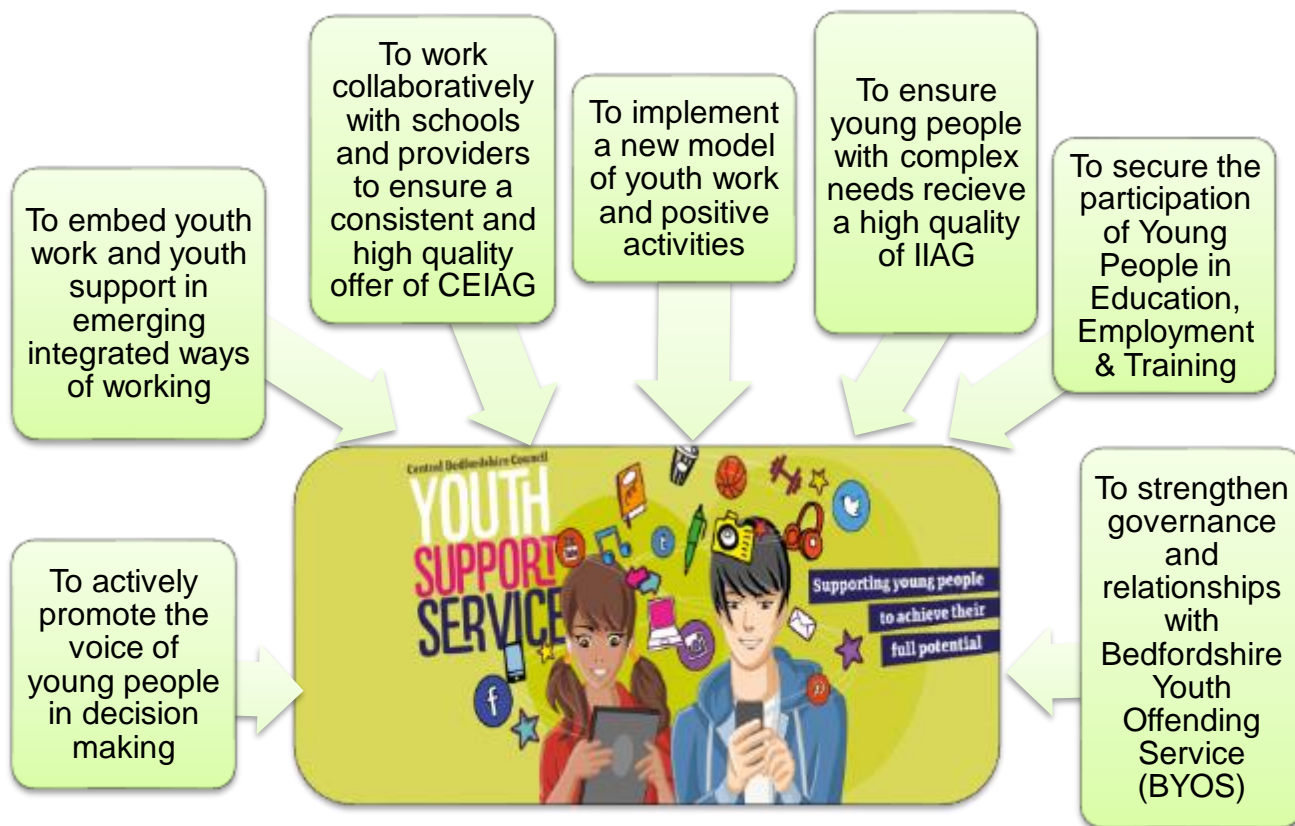 To actively
promote the
voice of
young people
in decision
making
To embed youth
work and youth
support in
emerging
integrated ways
of working
To work
collaboratively
with schools
and providers
to ensure a
consistent and
high quality
offer of CEIAG
To implement
a new model
of youth work
and positive
activities
To ensure
young people
with complex
needs recieve
a high quality
of IIAG
To secure the
participation
of Young
People in
Education,
Employment
& Training
To strengthen
governance
and
relationships
with
Bedfordshire
Youth
Offending
Service
(BYOS)
Central Bedfordshire Council
YOUTH
SUPPORT
SERVICE
Supporting young people
to achieve their
full potential